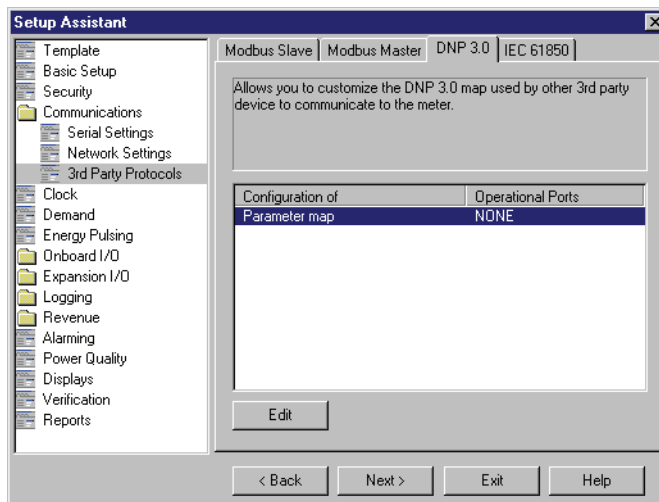 Setup Assistant
Template
Basic Setup
Security
Communications
Serial Settings
Network Settings
3rd Party Protocols
Clock
Demand
Energy Pulsing
Onboard I/O
Expansion I/O
Logging
Revenue
Alarming
Power Quality
Displays
Verification
Reports
Modbus Slave Modbus Master DNP 3.0 IEC 61850
Allows you to customize the DNP 3.0 map used by other 3rd party
device to communicate to the meter.
Configuration of Operational Ports
Parameter map NONE
Edit
< Back Next > Exit Help